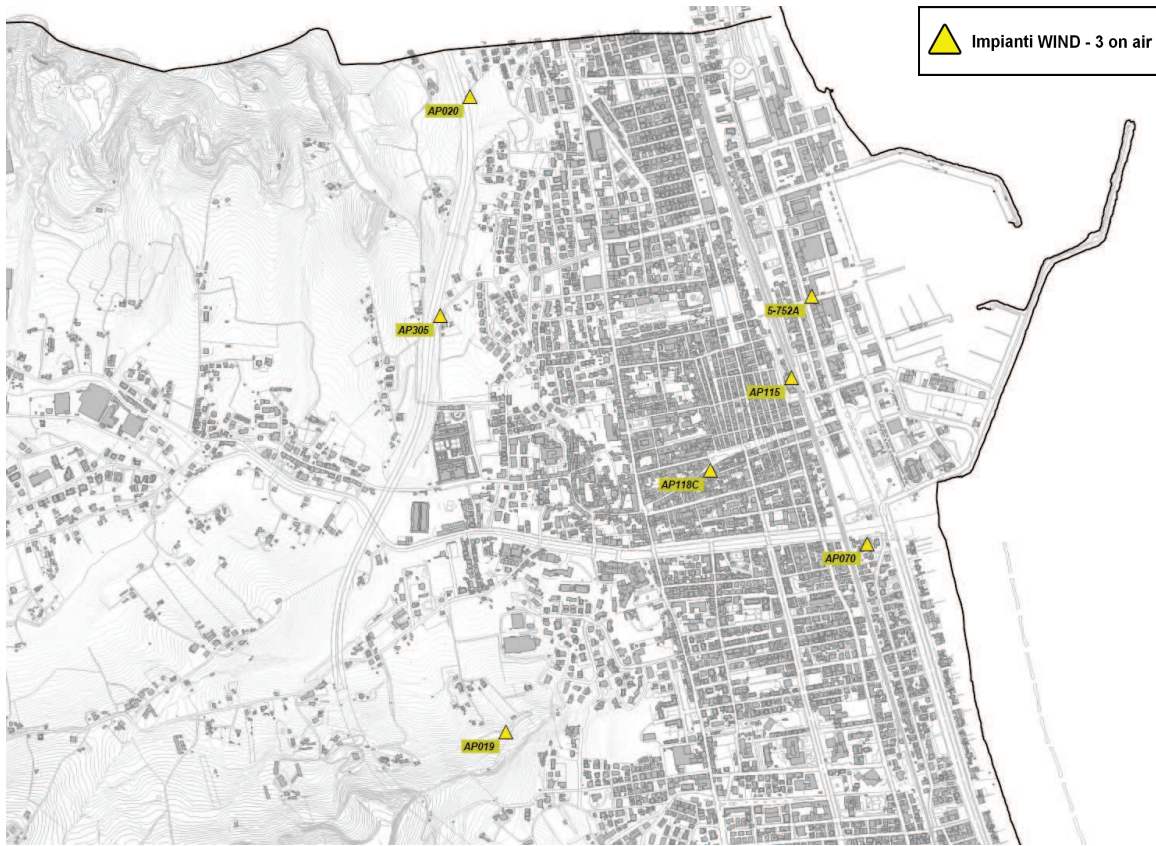 Impianti WIND - 3 on air
AP020
5-752A
AP305
AP115
AP118C
AP070
AP019